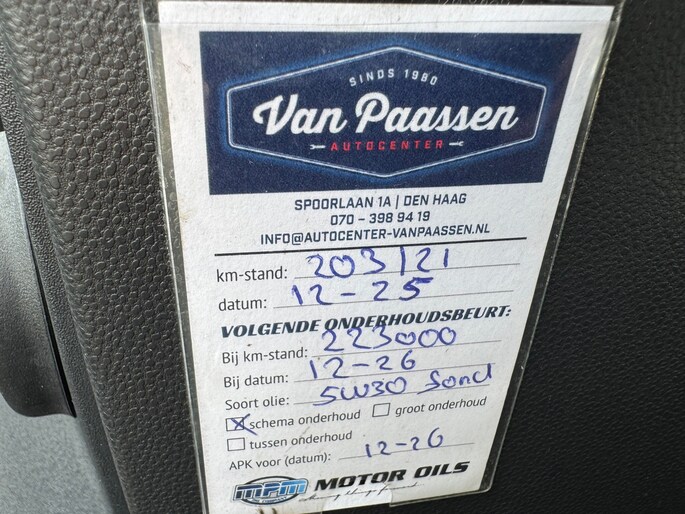 SINDS 1980
Van Paassen
AUTOCENTER
SPOORLAAN 1A | DEN HAAG
070 – 398 94 19
INFO@AUTOCENTER-VANPAASSEN.NL
km-stand: 203121
datum: 12-25
VOLGENDE ONDERHOUDSBEURT:
Bij km-stand: 223000
Bij datum: 12-26
Soort olie: 5W30 fond
schema onderhoud groot onderhoud
tussen onderhoud
APK voor (datum): 12-26
MPM MOTOR OILS